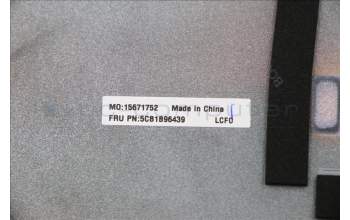 MO:15671752 Made in China
FRU PN:5CB1B96439 LCFC